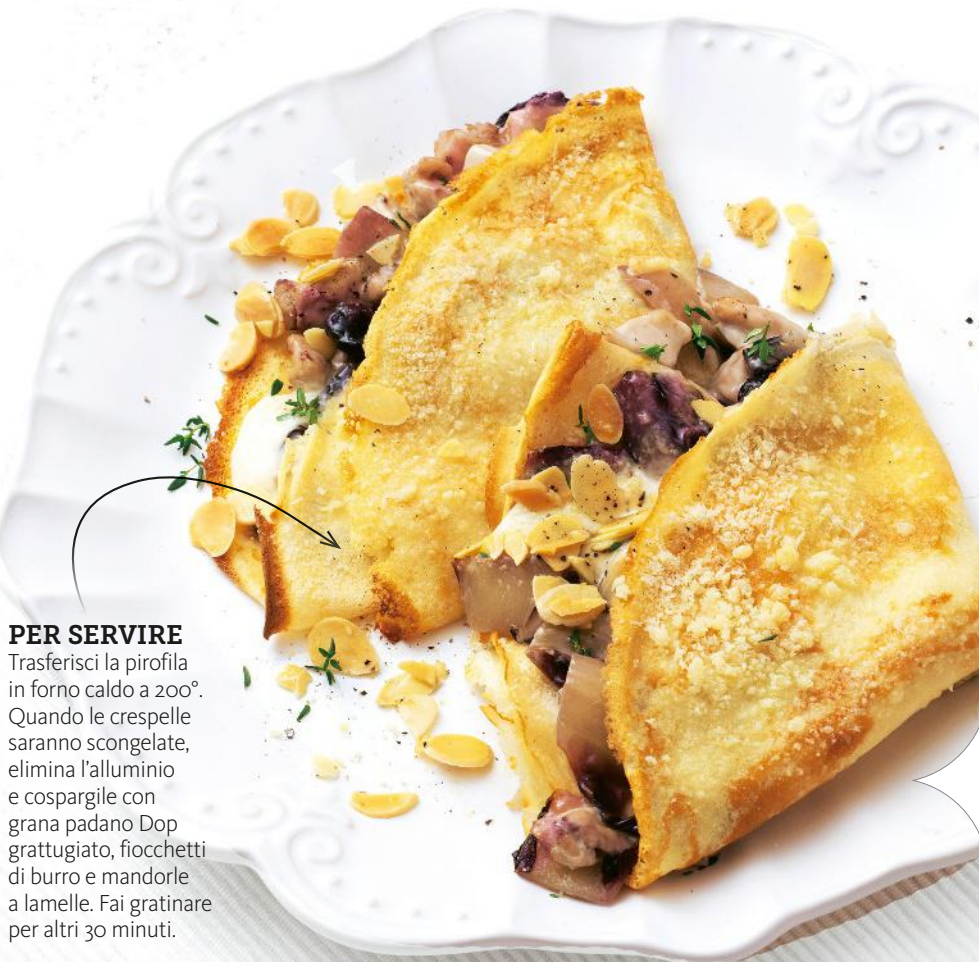 PER SERVIRE
Trasferisci la pirofila
in forno caldo a 200°.
Quando le crespelle
saranno scongelate,
elimina l'alluminio
e cospargile con
grana padano Dop
grattugiato, fiocchetti
di burro e mandorle
a lamelle. Fai gratinare
per altri 30 minuti.